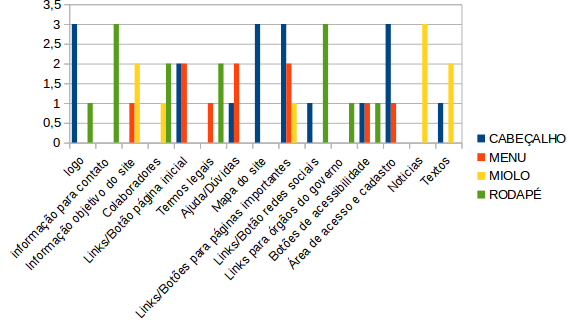 3,5
3
2,5
2
1,5
1
0,5
0
logo
informação para contato
Informação objetivo do site
Colaboradores
Links/Botão página inicial
Termos legais
Ajuda/Dúvidas
Mapa do site
Links/Botões para páginas importantes
Links/Botão redes sociais
Links para órgãos do governo
Botões de acessibilidade
Área de acesso e cadastro
Noticias
Textos
CABEÇALHO
MENU
MIOLO
RODAPÉ